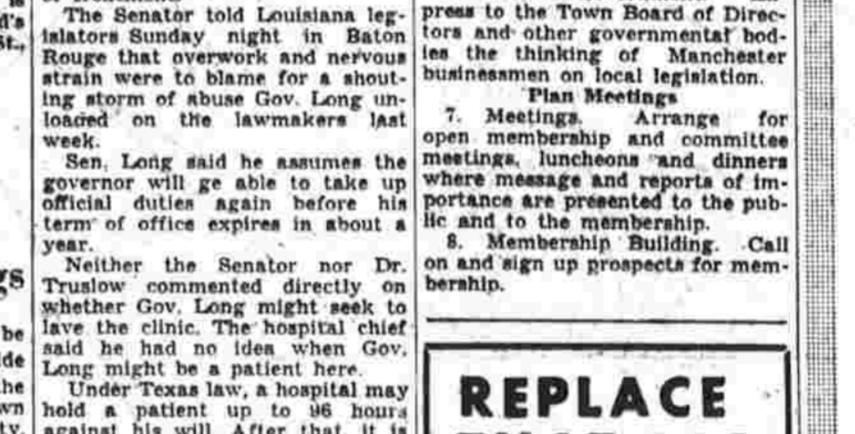 The Senator told Louisiana leg-
islators Sunday night in Baton
Rouge that overwork and nervous
strain were to blame for a shout-
ing storm of abuse Gov. Long un-
loaded on the lawmakers last
week.
Sen. Long said he assumes the
governor will ge able to take up
official duties again before his
term of office expires in about a
year.
Neither the Senator nor Dr.
Truslow commented directly on
whether Gov. Long might seek to
lave the clinic. The hospital chief
said he had no idea when Gov.
Long might be a patient here.
Under Texas law, a hospital may
hold a patient up to 96 hours
against his will. After that, it is
press to the Town Board of Direc-
tors and other governmental bod-
ies the thinking of Manchester
businessmen on local legislation.
Plan Meetings
7. Meetings. Arrange for
open membership and committee
meetings, luncheons and dinners
where message and reports of im-
portance are presented to the pub-
lic and to the membership.
8. Membership Building. Call
on and sign up prospects for mem-
bership.
REPLACE